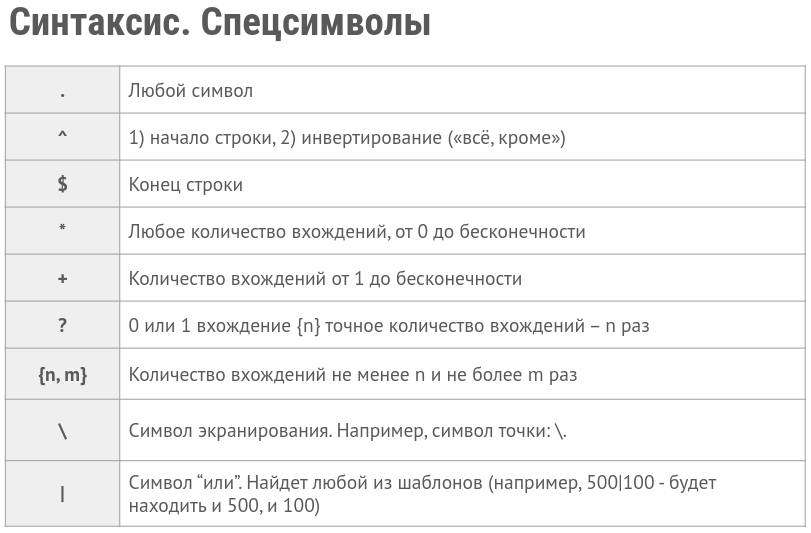 Синтаксис. Спецсимволы
. Любой символ
^ 1) начало строки, 2) инвертирование («всё, кроме»)
$ Конец строки
* Любое количество вхождений, от 0 до бесконечности
+ Количество вхождений от 1 до бесконечности
? 0 или 1 вхождение {n} точное количество вхождений – n раз
{n, m} Количество вхождений не менее n и не более m раз
\ Символ экранирования. Например, символ точки: \.
| Символ “или”. Найдет любой из шаблонов (например, 500|100 - будет
находить и 500, и 100)